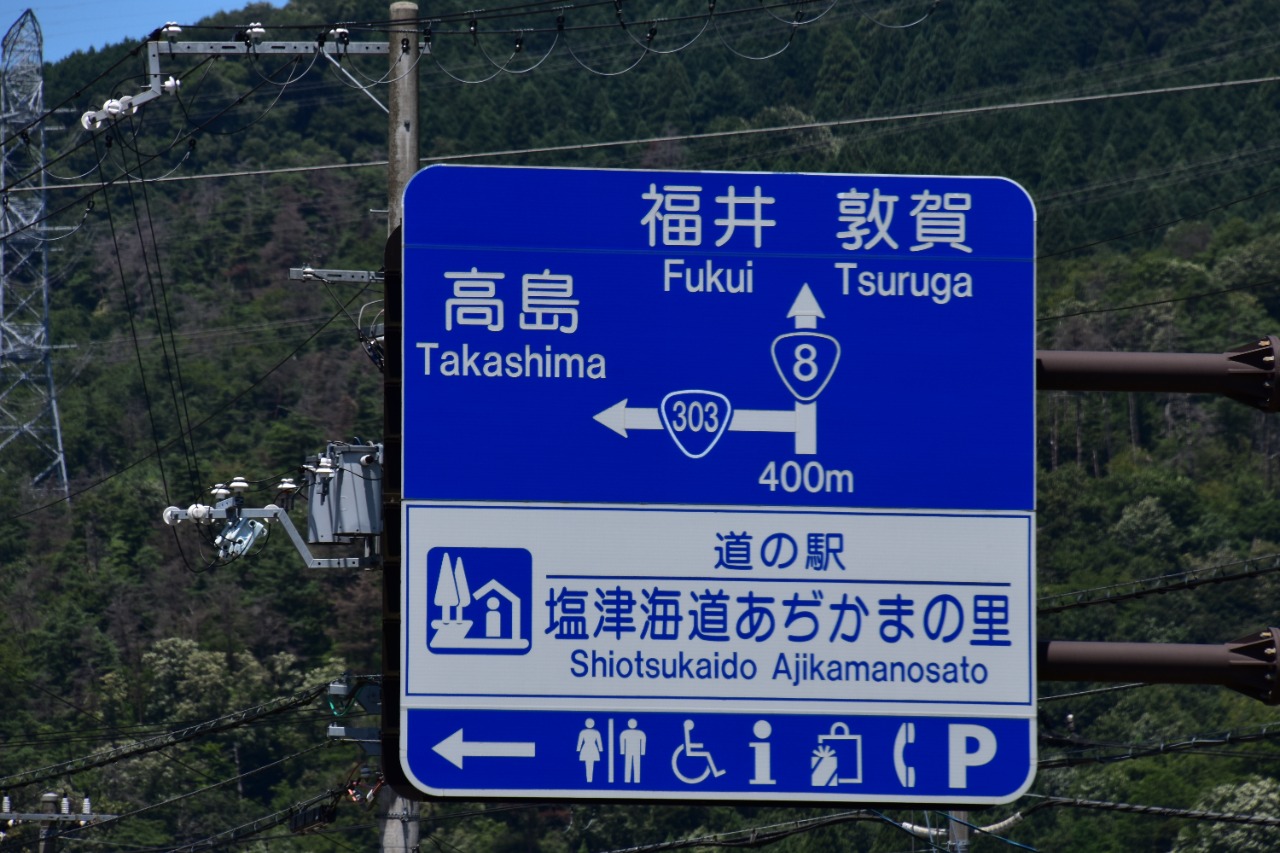 福井 敦賀
Fukui Tsuruga
高島
Takashima
8
303
400m
道の駅
塩津海道あぢかまの里
Shiotsukaido Ajikamanosato
P